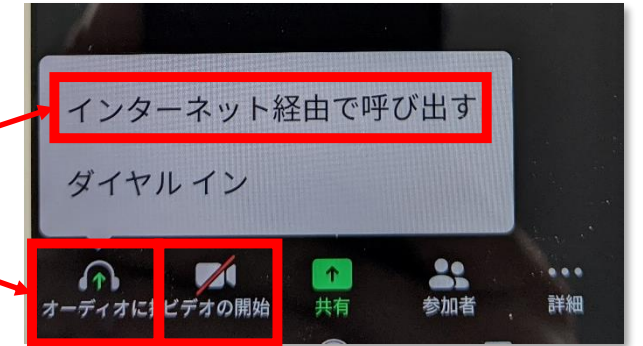 インターネット経由で呼び出す
ダイヤル イン
オーディオに
ビデオの開始
共有
参加者
詳細